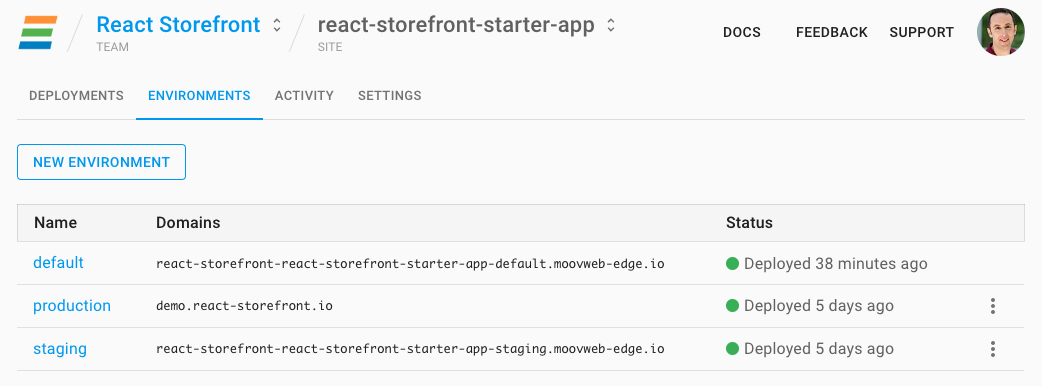 React Storefront react-storefront-starter-app DOCS FEEDBACK SUPPORT
TEAM SITE
DEPLOYMENTS ENVIRONMENTS ACTIVITY SETTINGS
NEW ENVIRONMENT
Name Domains Status
default react-storefront-react-storefront-starter-app-default.moovweb-edge.io Deployed 38 minutes ago
production demo.react-storefront.io Deployed 5 days ago
staging react-storefront-react-storefront-starter-app-staging.moovweb-edge.io Deployed 5 days ago